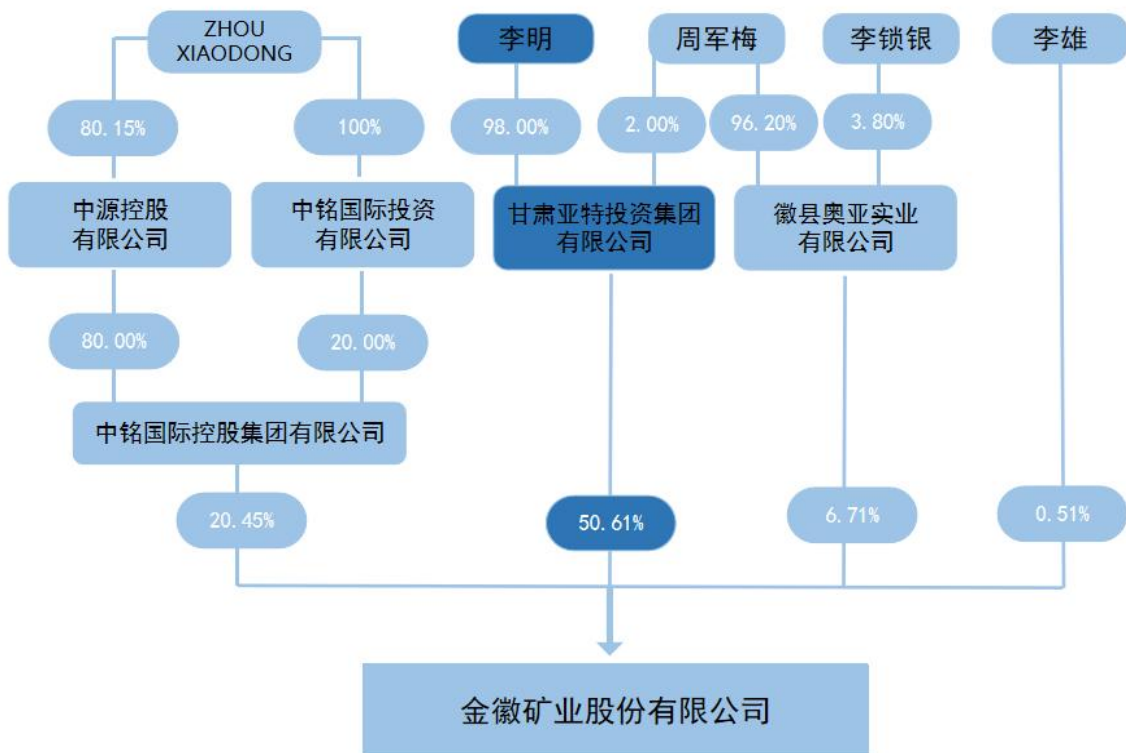 ZHOU
XIAODONG
李明
周军梅
李锁银
李雄
80.15%
100%
98.00%
2.00%
96.20%
3.80%
中源控股
有限公司
中铭国际投资
有限公司
甘肃亚特投资集团
有限公司
徽县奥亚实业
有限公司
80.00%
20.00%
中铭国际控股集团有限公司
20.45%
50.61%
6.71%
0.51%
金徽矿业股份有限公司